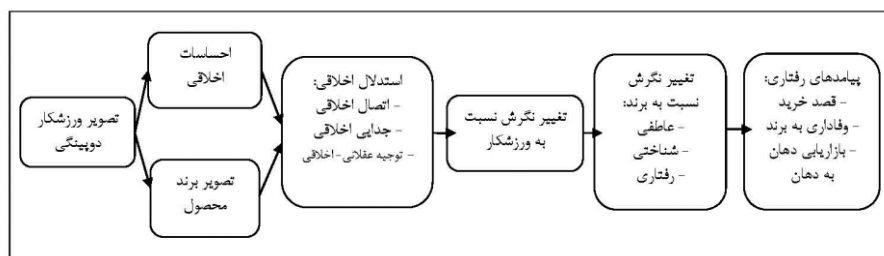 تصویر ورزشکار
دوپینگی
احساسات
اخلاقی
تصویر برند
محصول
استدلال اخلاقی:
- اتصال اخلاقی
- جدایی اخلاقی
- توجیه عقلانی-اخلاقی
تغییر نگرش نسبت
به ورزشکار
تغییر نگرش
نسبت به برند:
- عاطفی
- شناختی
- رفتاری
پیامدهای رفتاری:
- قصد خرید
- وفاداری به برند
- بازاریابی دهان
به دهان